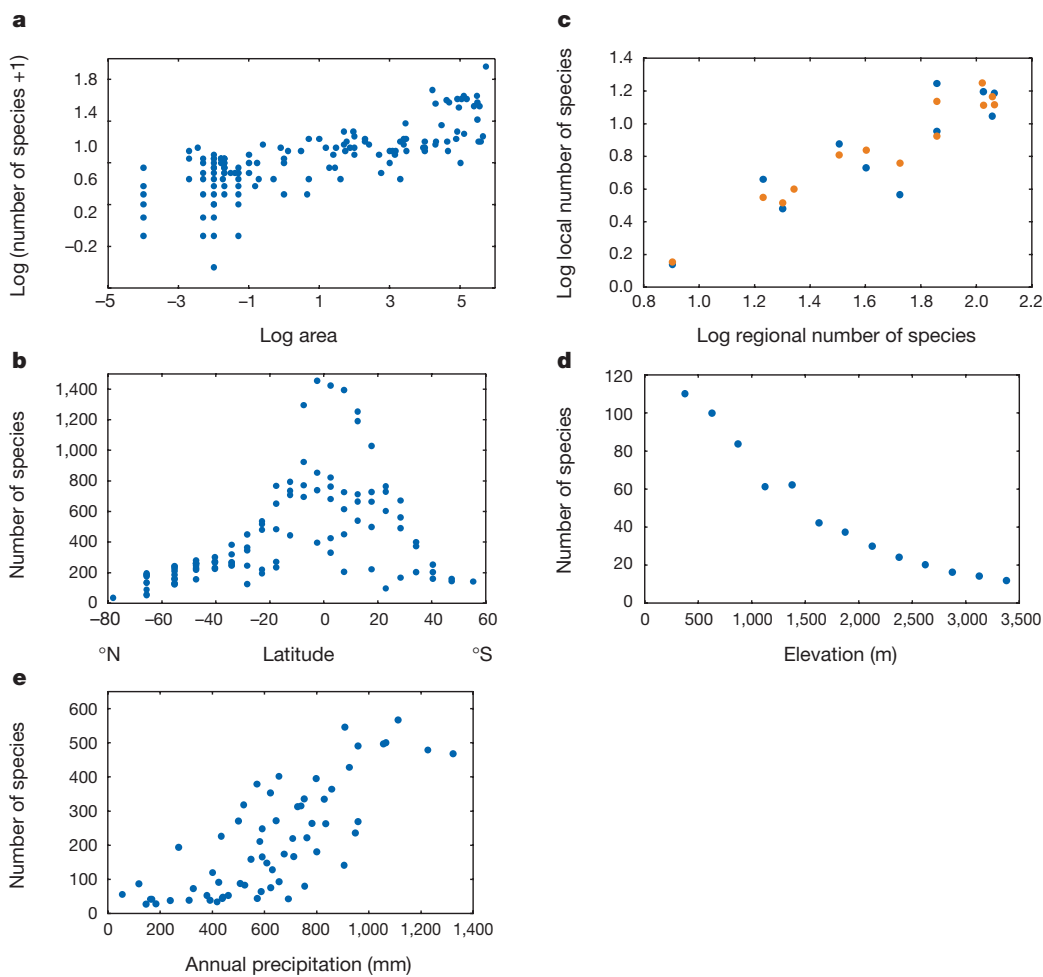 a
Log (number of species +1)
1.8
1.4
1.0
0.6
0.2
−0.2
−5 −3 −1 1 3 5
Log area
b
Number of species
1,400
1,200
1,000
800
600
400
200
0
−80 −60 −40 −20 0 20 40 60
°N Latitude °S
c
Log local number of species
1.4
1.2
1.0
0.8
0.6
0.4
0.2
0.0
0.8 1.0 1.2 1.4 1.6 1.8 2.0 2.2
Log regional number of species
d
Number of species
120
100
80
60
40
20
0
0 500 1,000 1,500 2,000 2,500 3,000 3,500
Elevation (m)
e
Number of species
600
500
400
300
200
100
0
0 200 400 600 800 1,000 1,200 1,400
Annual precipitation (mm)